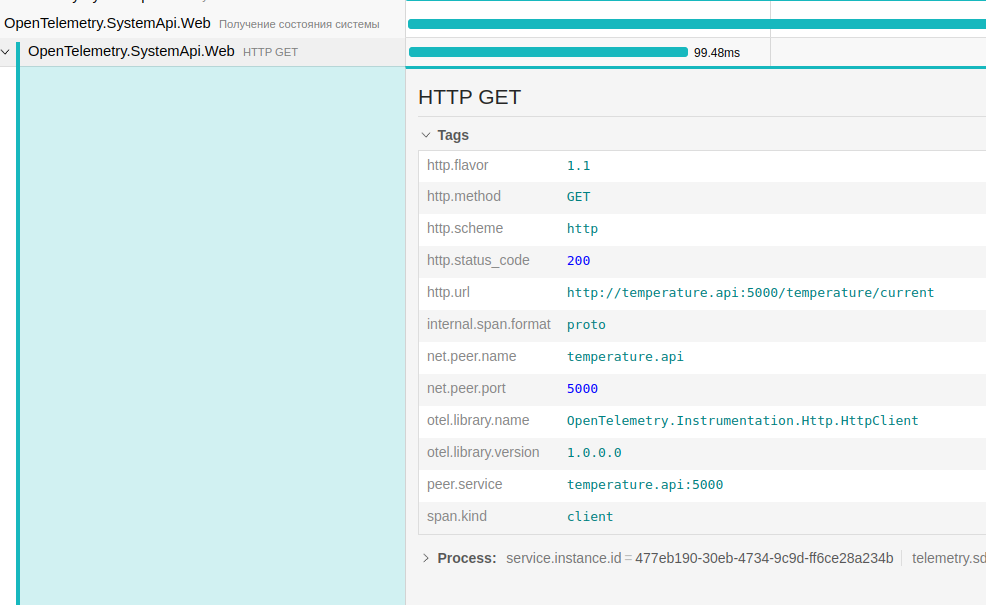 OpenTelemetry.SystemApi.Web Получение состояния системы
OpenTelemetry.SystemApi.Web HTTP GET 99.48ms
HTTP GET
Tags
http.flavor 1.1
http.method GET
http.scheme http
http.status_code 200
http.url http://temperature.api:5000/temperature/current
internal.span.format proto
net.peer.name temperature.api
net.peer.port 5000
otel.library.name OpenTelemetry.Instrumentation.Http.HttpClient
otel.library.version 1.0.0.0
peer.service temperature.api:5000
span.kind client
Process: service.instance.id = 477eb190-30eb-4734-9c9d-ff6ce28a234b telemetry.sd